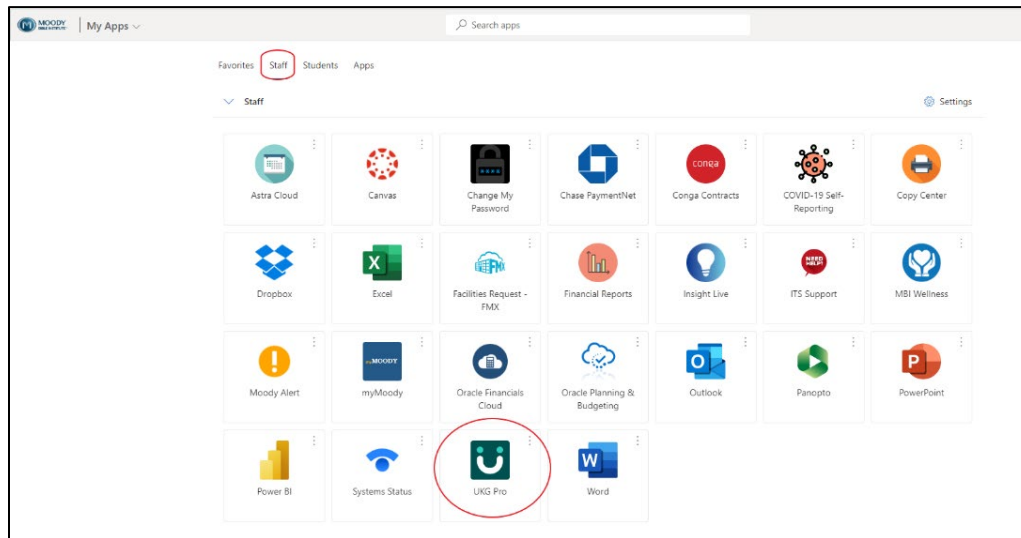 MOODY
My Apps
Search apps
Favorites Staff Students Apps
Staff
Settings
Astra Cloud
Canvas
Change My
Password
Chase PaymentNet
conga
Conga Contracts
COVID-19 Self-
Reporting
Copy Center
Dropbox
X
Excel
FMX
Facilities Request -
FMX
Financial Reports
Insight Live
NEED
HELP?
ITS Support
MBI Wellness
Moody Alert
myMOODY
myMoody
Oracle Financials
Cloud
Oracle Planning &
Budgeting
O
Outlook
Panopto
P
PowerPoint
Power BI
Systems Status
UKG Pro
W
Word